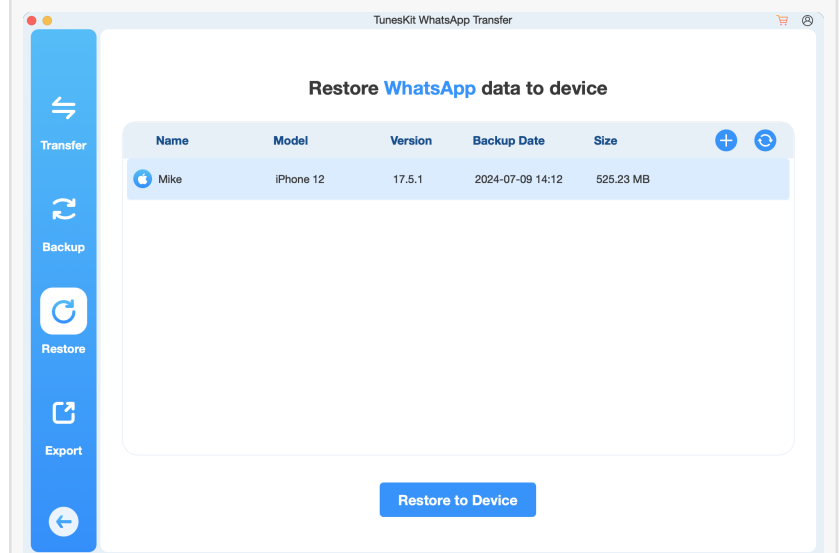 TunesKit WhatsApp Transfer
Restore WhatsApp data to device
Transfer
Backup
Restore
Export
Name Model Version Backup Date Size
Mike iPhone 12 17.5.1 2024-07-09 14:12 525.23 MB
Restore to Device